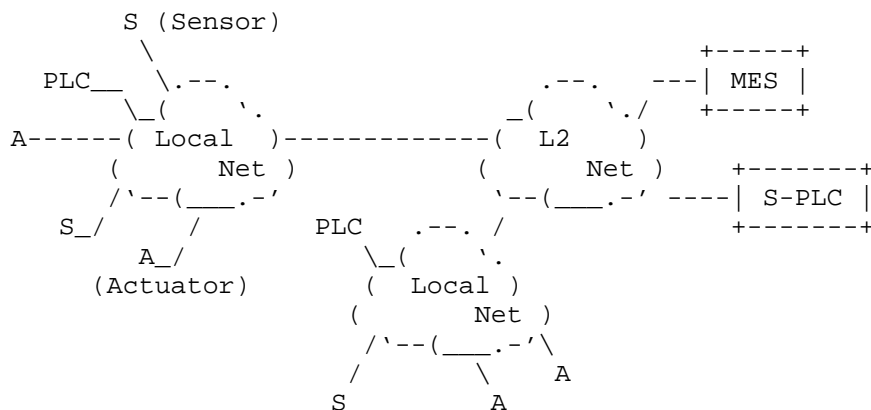 S (Sensor)
PLC MES
A Local L2
Net Net
S-PLC
S PLC
A
(Actuator) Local
Net
A
S A